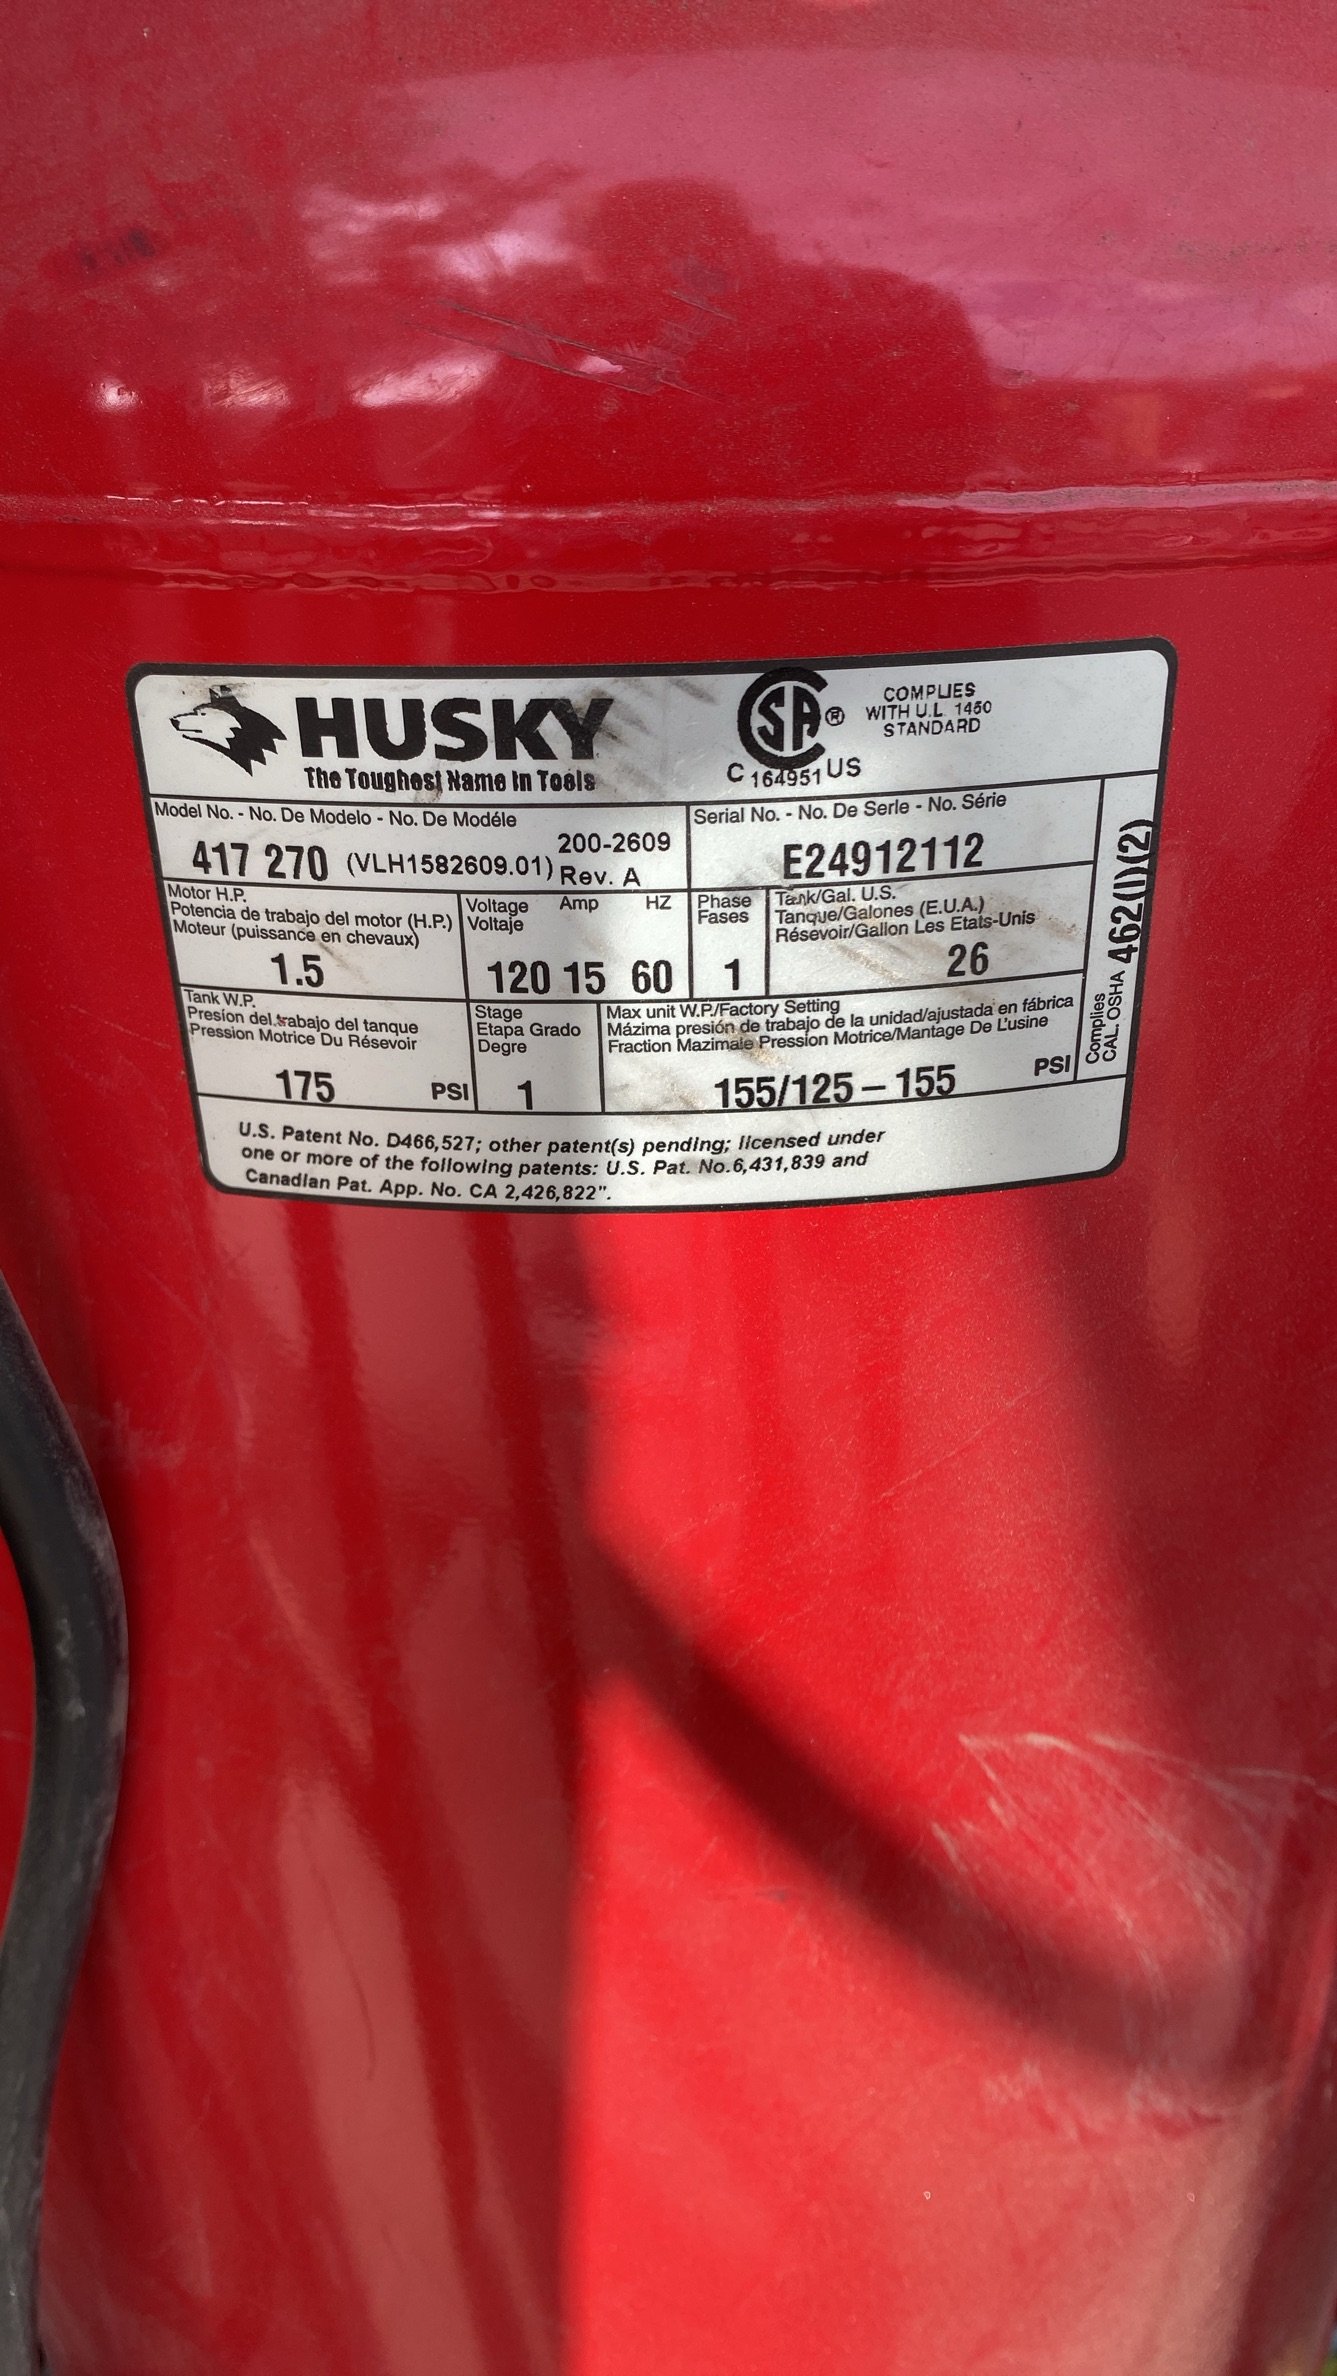 HUSKY
The Toughest Name In Tools
SA ®
C 164951 US
COMPLIES
WITH U.L. 1450
STANDARD
Model No. - No. De Modelo - No. De Modéle
417 270 (VLH1582609.01) 200-2609
Rev. A
Serial No. - No. De Serle - No. Série
E24912112
Motor H.P.
Potencia de trabajo del motor (H.P.)
Moteur (puissance en chevaux)
1.5
Voltage Amp HZ
Voltaje
120 15 60
Phase
Fases
1
Tank/Gal. U.S.
Tanque/Galones (E.U.A.)
Résevoir/Gallon Les Etats-Unis
26
Tank W.P.
Presion del trabajo del tanque
Pression Motrice Du Résevoir
175 PSI
Stage
Etapa Grado
Degre
1
Max unit W.P./Factory Setting
Mázima presión de trabajo de la unidad/ajustada en fábrica
Fraction Mazimale Pression Motrice/Mantage De L'usine
155/125 – 155 PSI
Complies
CAL. OSHA 462(l)(2)
U.S. Patent No. D466,527; other patent(s) pending; licensed under
one or more of the following patents: U.S. Pat. No.6,431,839 and
Canadian Pat. App. No. CA 2,426,822".